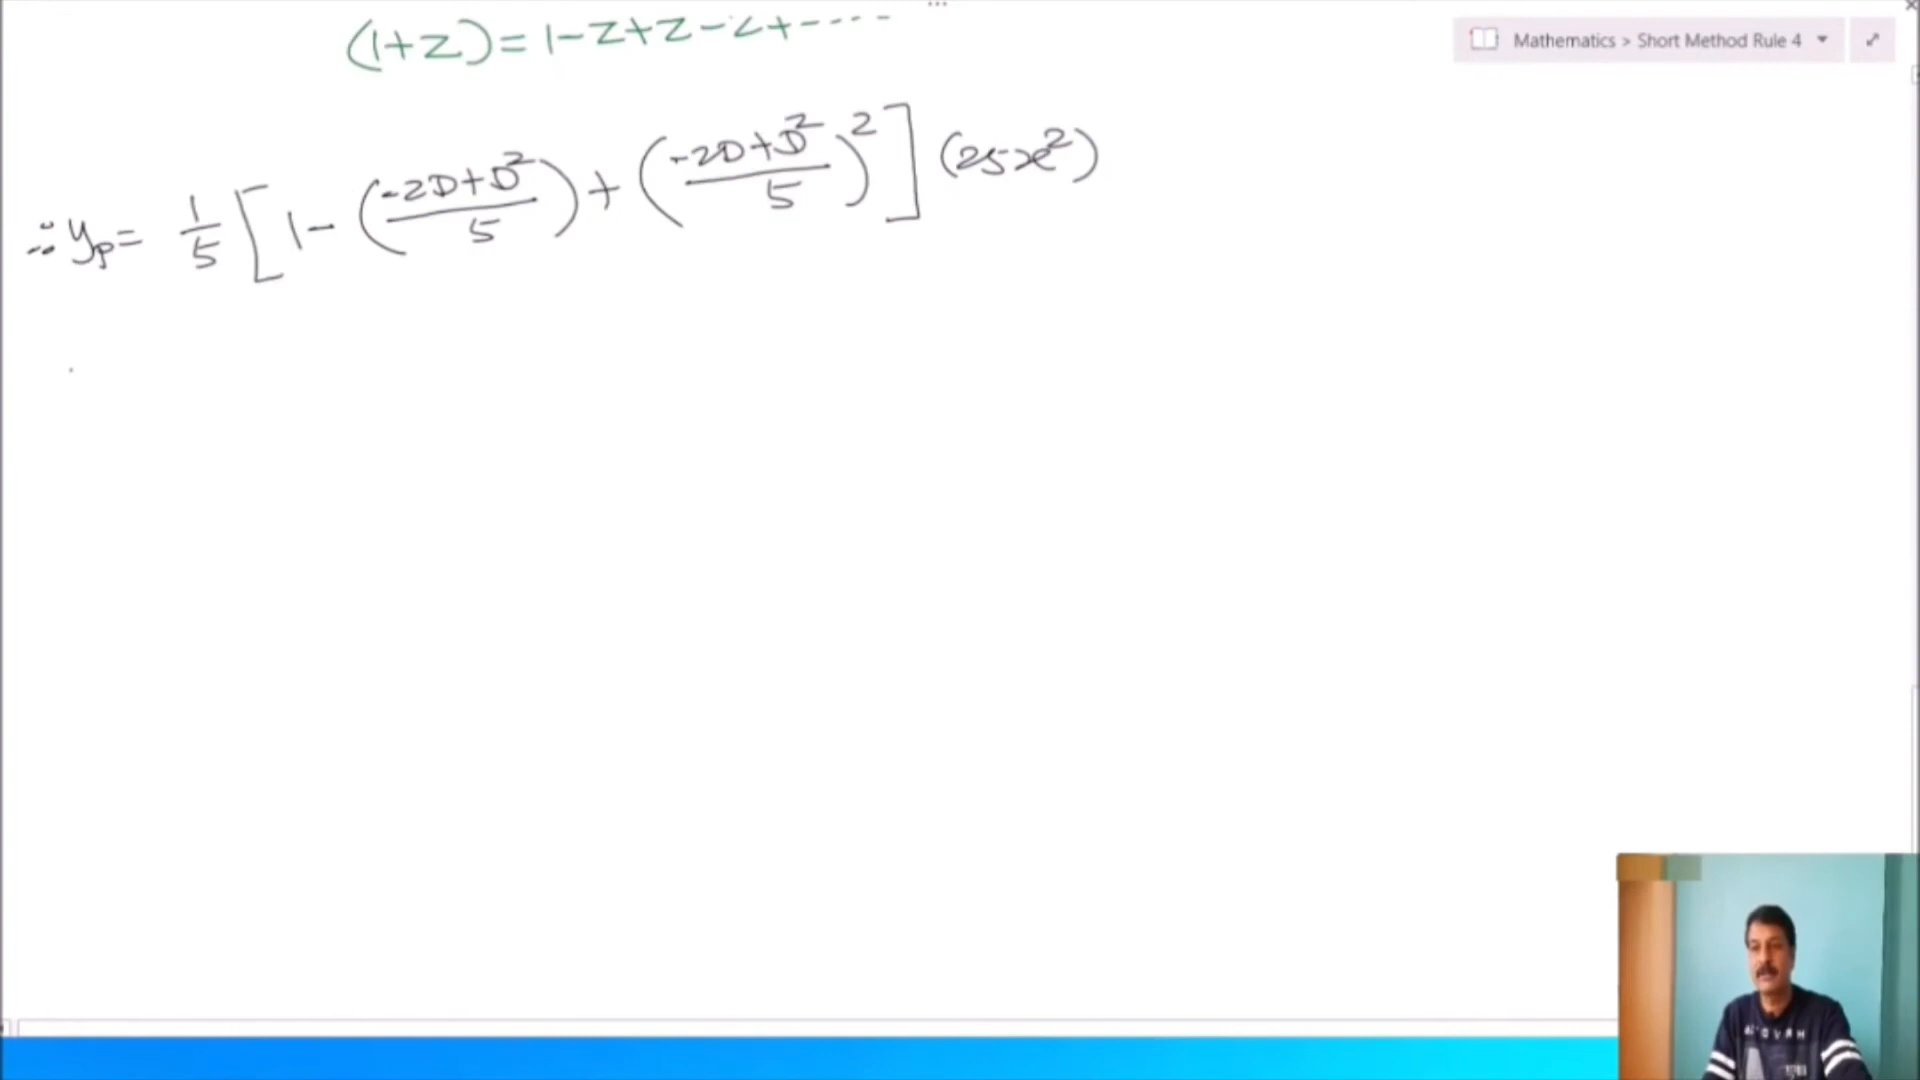 (1+Z) = 1-Z+Z-Z+----
Mathematics > Short Method Rule 4
∴ yₚ = 1/5 [ 1 - ((-2D+D²)/5) + ((-2D+D²)/5)² ] (25x²)